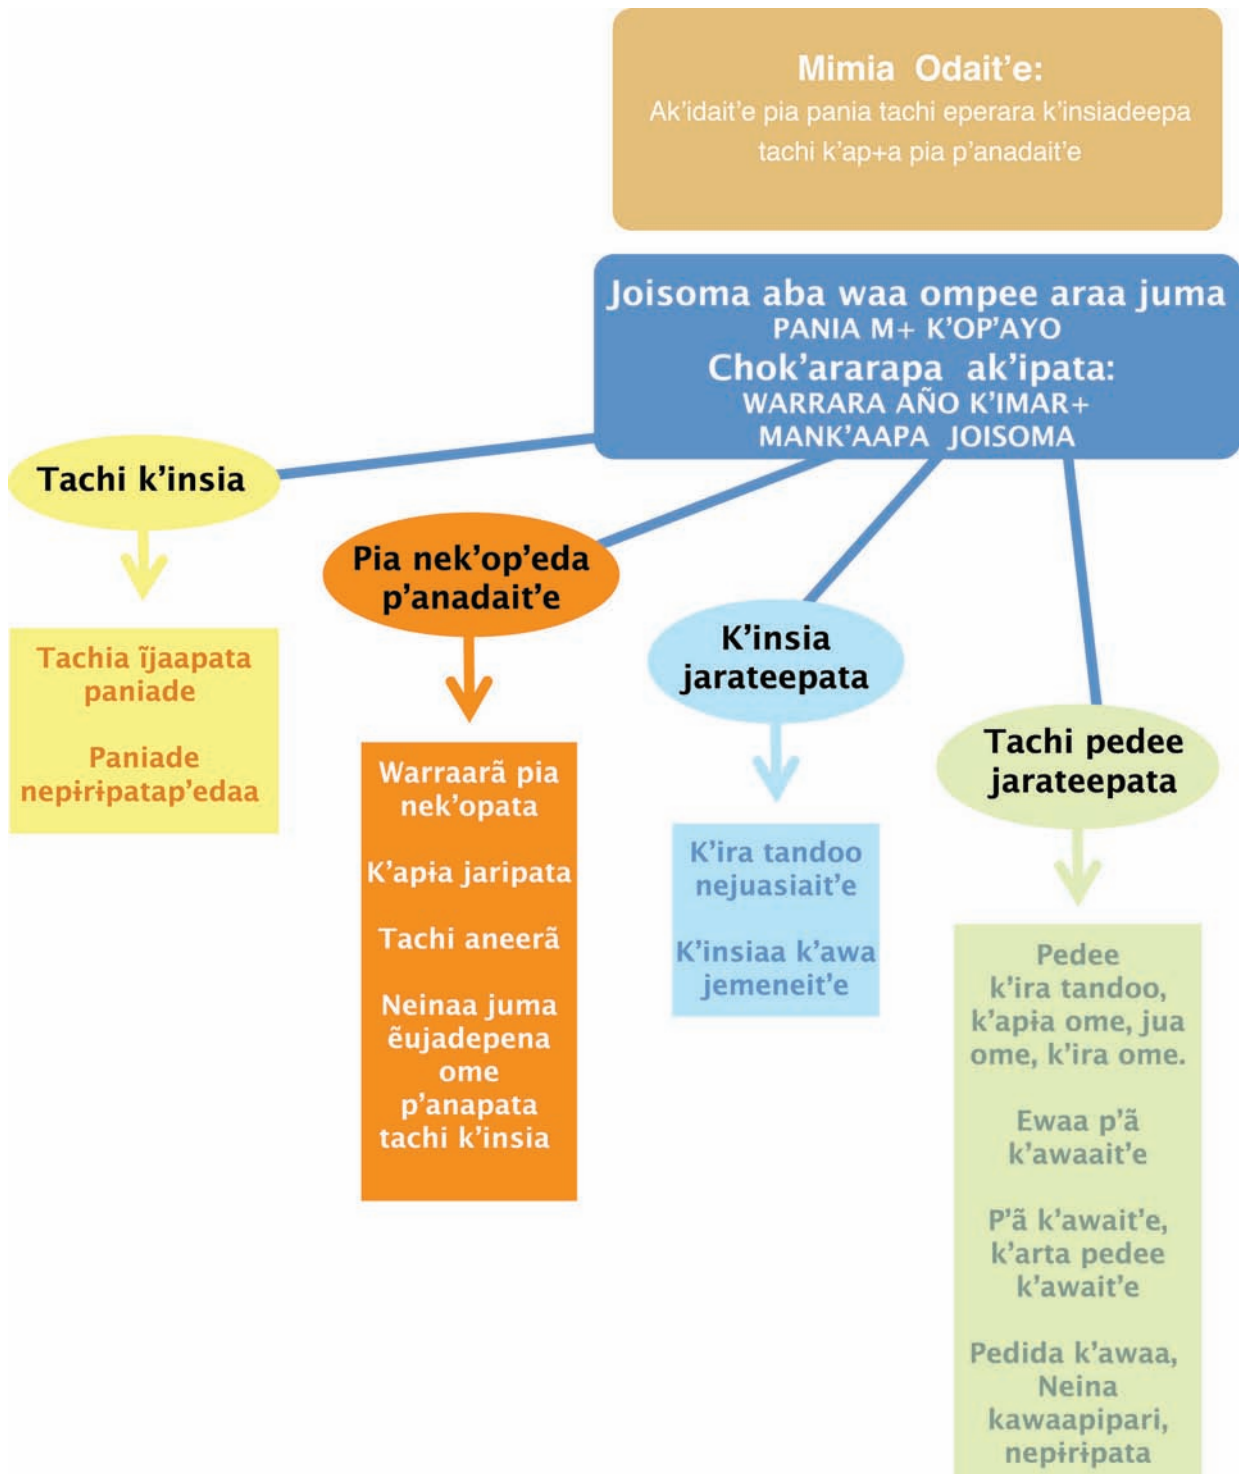 Mimia Odait’e:
Ak’idait’e pia pania tachi eperara k’insiadeepa
tachi k’ap+a pia p’anadait’e
Joisoma aba waa ompee araa juma
PANIA M+ K’OP’AYO
Chok’ararapa ak’ipata:
WARRARA AÑO K’IMAR+
MANK’AAPA JOISOMA
Tachi k’insia
Tachia ĩjaapata
paniade
Paniade
nepɨrɨpatap’edaa
Pia nek’op’eda
p’anadait’e
Warraarã pia
nek’opata
K’apɨa jaripata
Tachi aneerã
Neinaa juma
ẽujadepena
ome
p’anapata
tachi k’insia
K’insia
jarateepata
K’ira tandoo
nejuasiait’e
K’insiaa k’awa
jemeneit’e
Tachi pedee
jarateepata
Pedee
k’ira tandoo,
k’apɨa ome, jua
ome, k’ira ome.
Ewaa p’ã
k’awaait’e
P’ã k’await’e,
k’arta pedee
k’await’e
Pedida k’awaa,
Neina
kawaapipari,
nepɨrɨpata